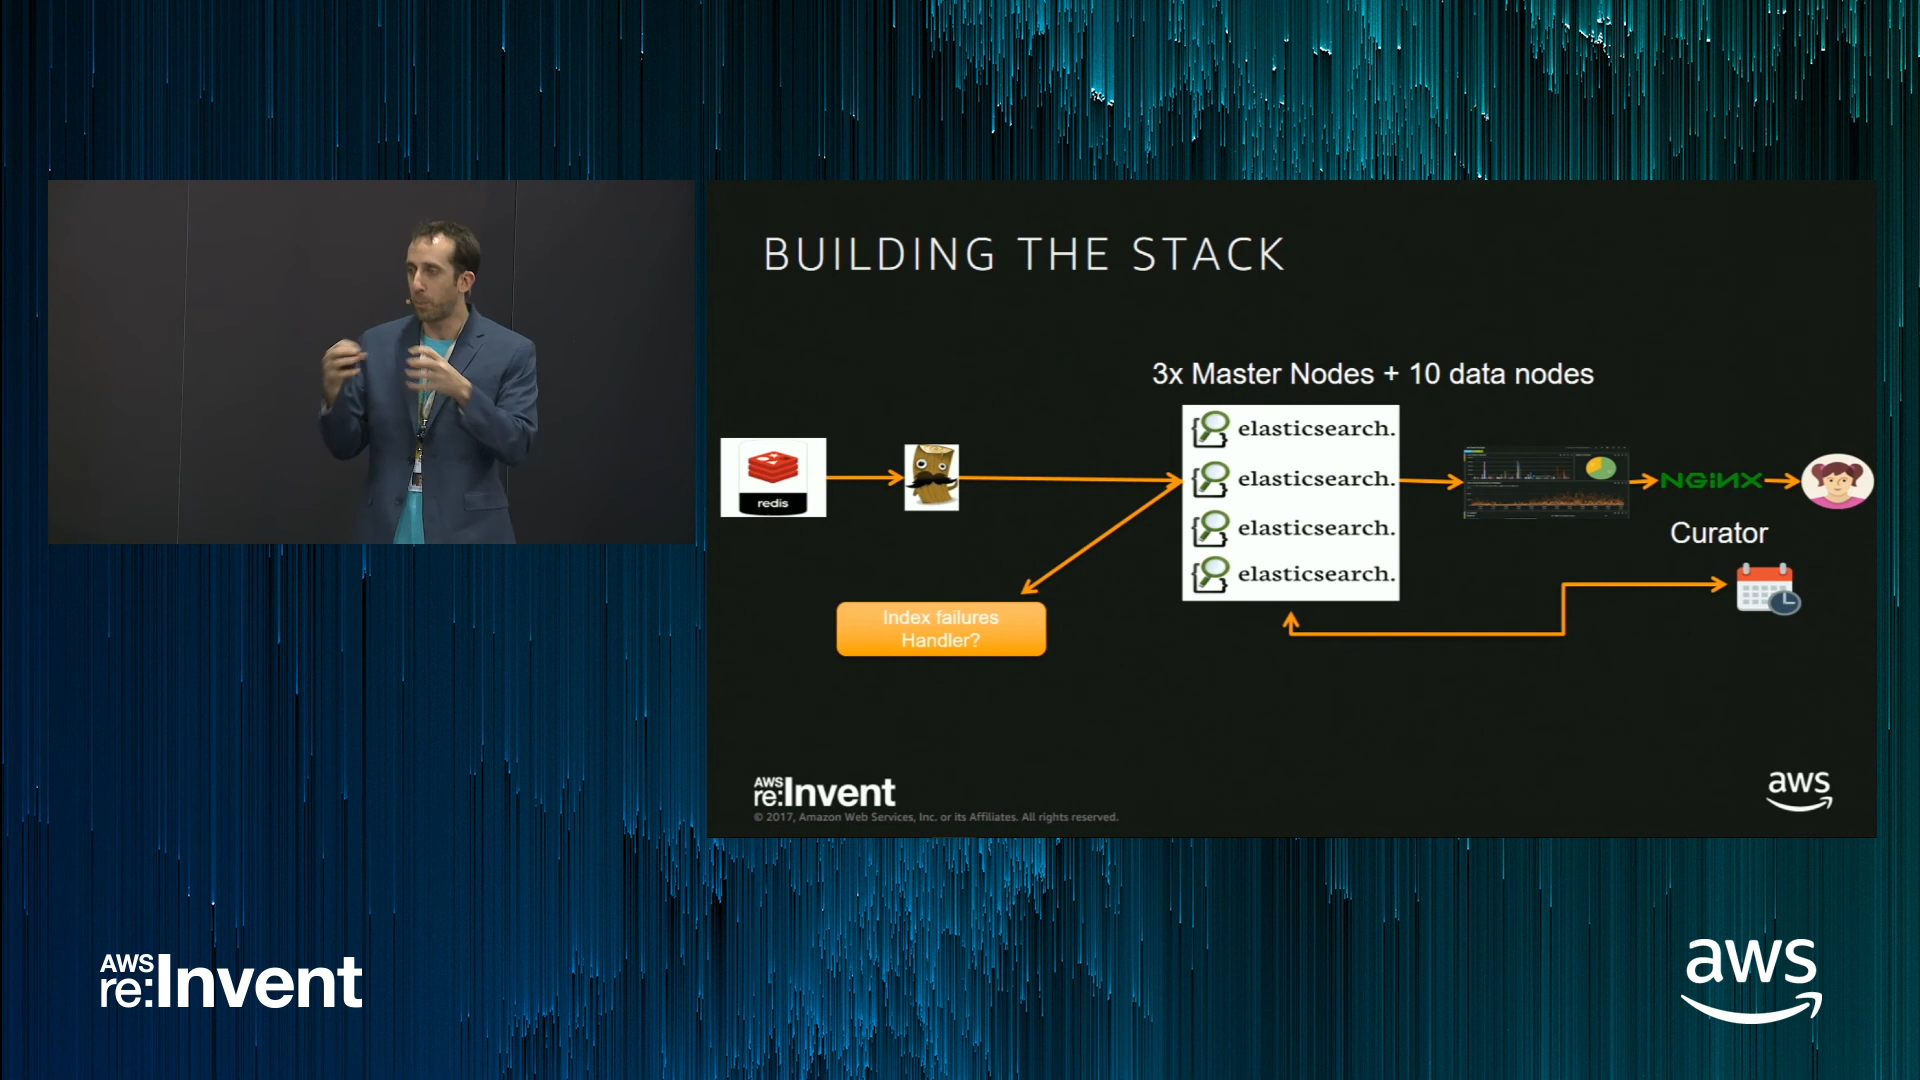 BUILDING THE STACK
3x Master Nodes + 10 data nodes
redis
elasticsearch.
elasticsearch.
elasticsearch.
elasticsearch.
NGINX
Curator
Index failures
Handler?
AWS
re:Invent
© 2017, Amazon Web Services, Inc. or its Affiliates. All rights reserved.
aws
AWS
re:Invent
aws